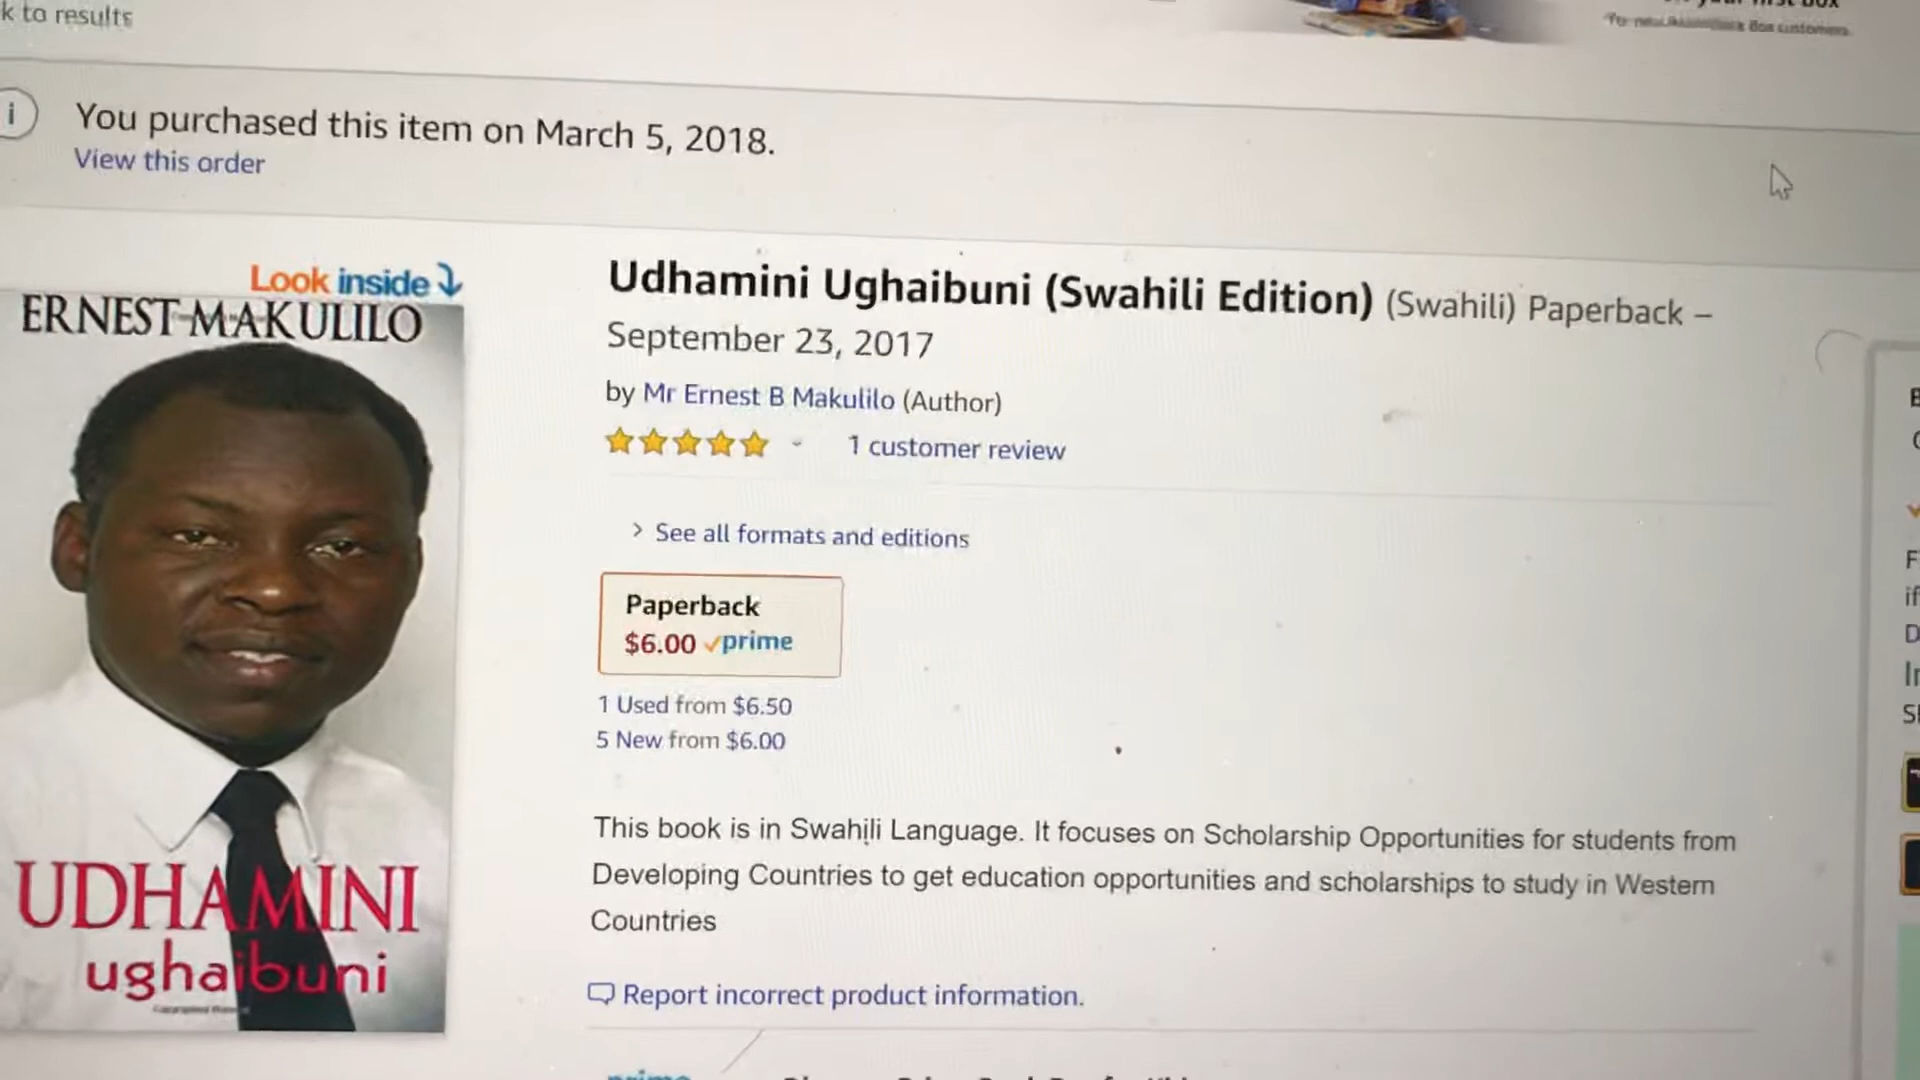 k to results
You purchased this item on March 5, 2018.
View this order
Look inside
ERNEST MAKULILO
UDHAMINI
ughaibuni
Udhamini Ughaibuni (Swahili Edition) (Swahili) Paperback –
September 23, 2017
by Mr Ernest B Makulilo (Author)
1 customer review
See all formats and editions
Paperback
$6.00 prime
1 Used from $6.50
5 New from $6.00
This book is in Swahili Language. It focuses on Scholarship Opportunities for students from
Developing Countries to get education opportunities and scholarships to study in Western
Countries
Report incorrect product information.